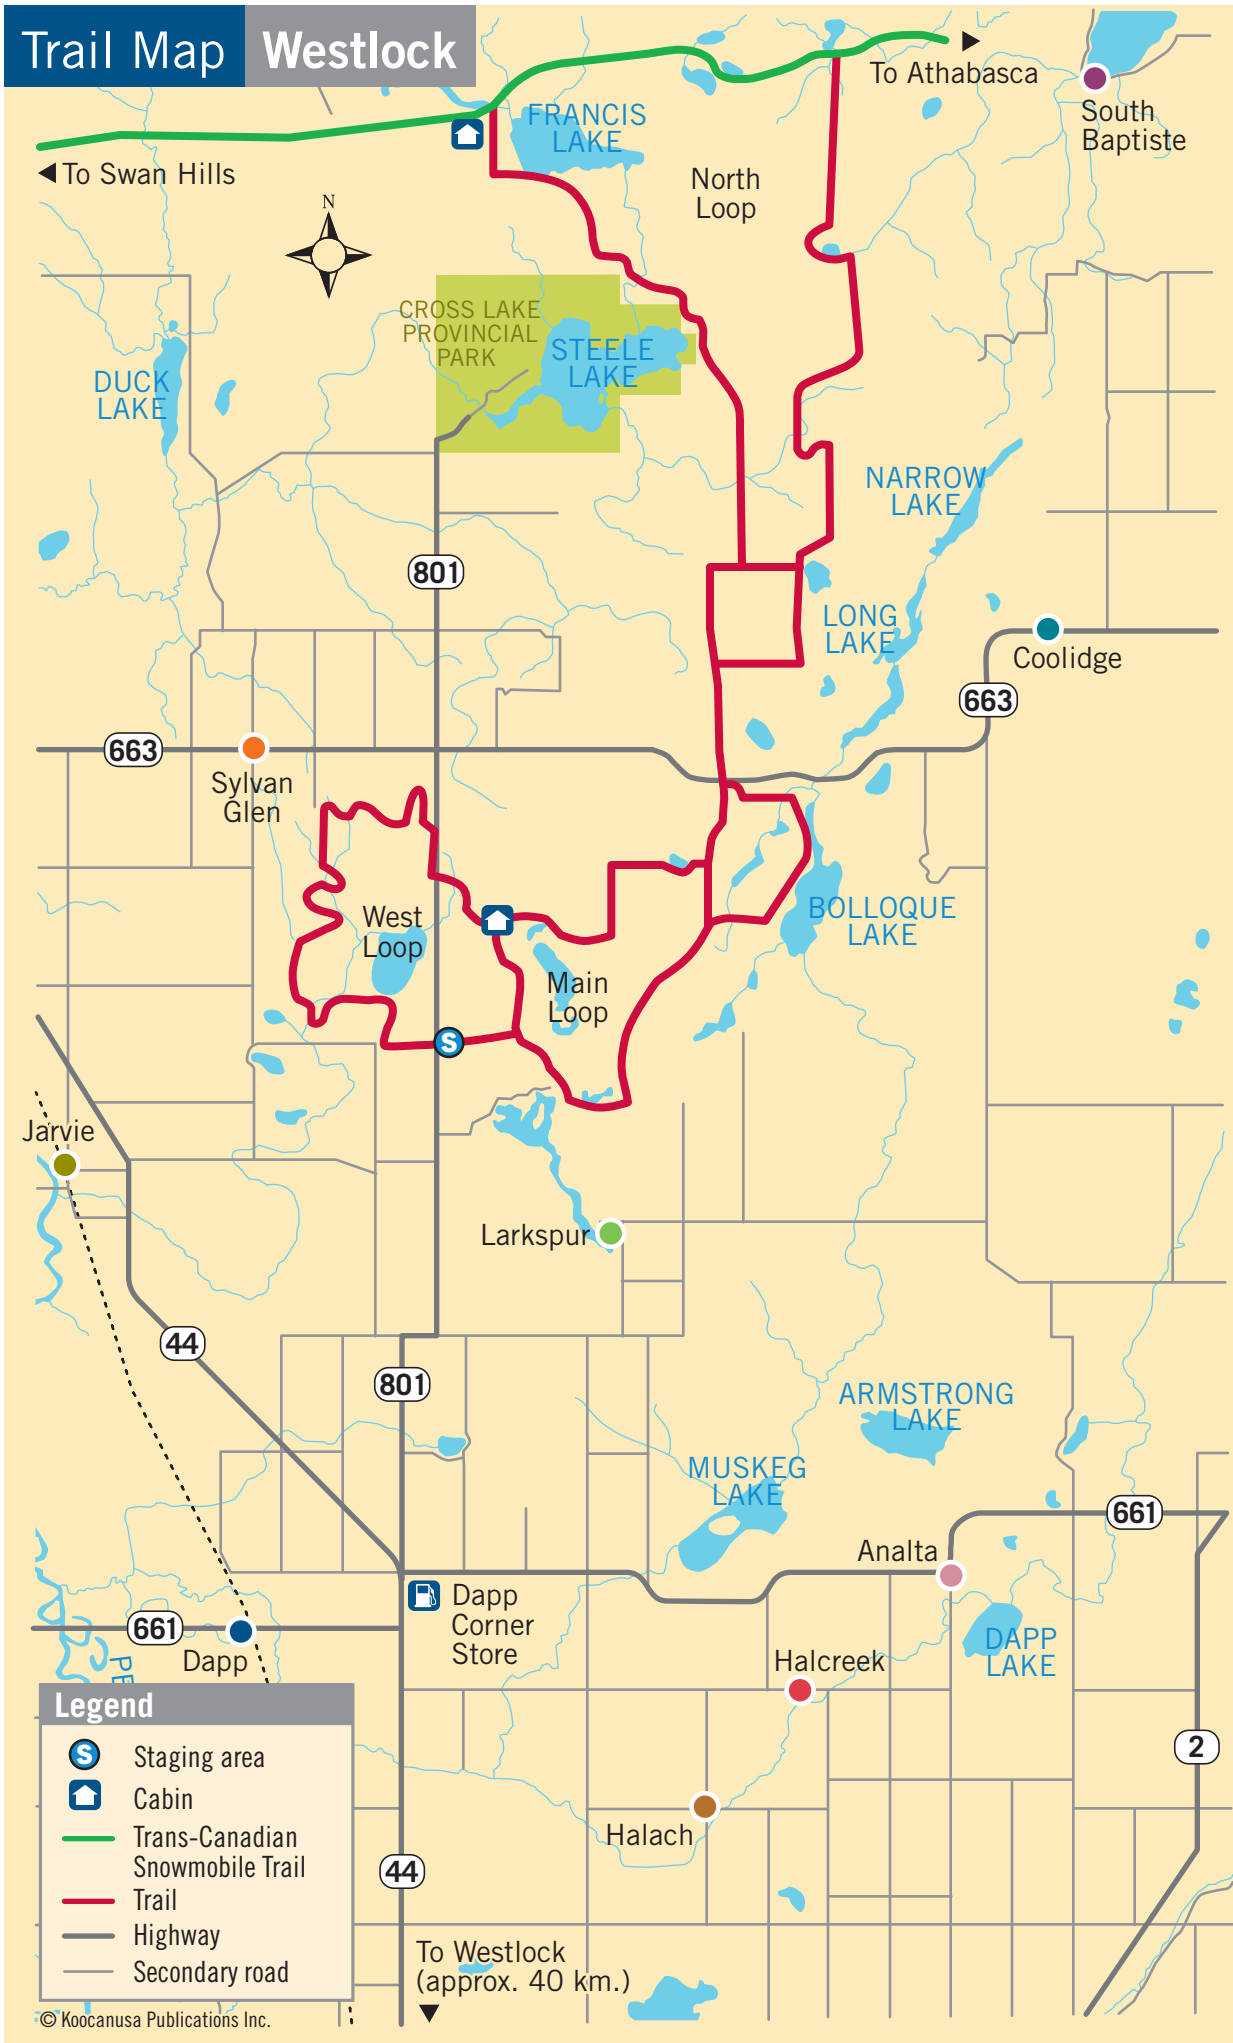 Trail Map Westlock
To Athabasca
South
Baptiste
FRANCIS
LAKE
To Swan Hills
North
Loop
N
CROSS LAKE
PROVINCIAL
PARK
STEELE
LAKE
DUCK
LAKE
NARROW
LAKE
801
LONG
LAKE
Coolidge
663
663
Sylvan
Glen
West
Loop
BOLLOQUE
LAKE
Main
Loop
S
Jarvie
Larkspur
44
801
ARMSTRONG
LAKE
MUSKEG
LAKE
661
Analta
Dapp
Corner
Store
661
Dapp
DAPP
LAKE
Halcreek
PE
2
Halach
44
To Westlock
(approx. 40 km.)
Legend
S Staging area
Cabin
Trans-Canadian
Snowmobile Trail
Trail
Highway
Secondary road
© Koocanusa Publications Inc.